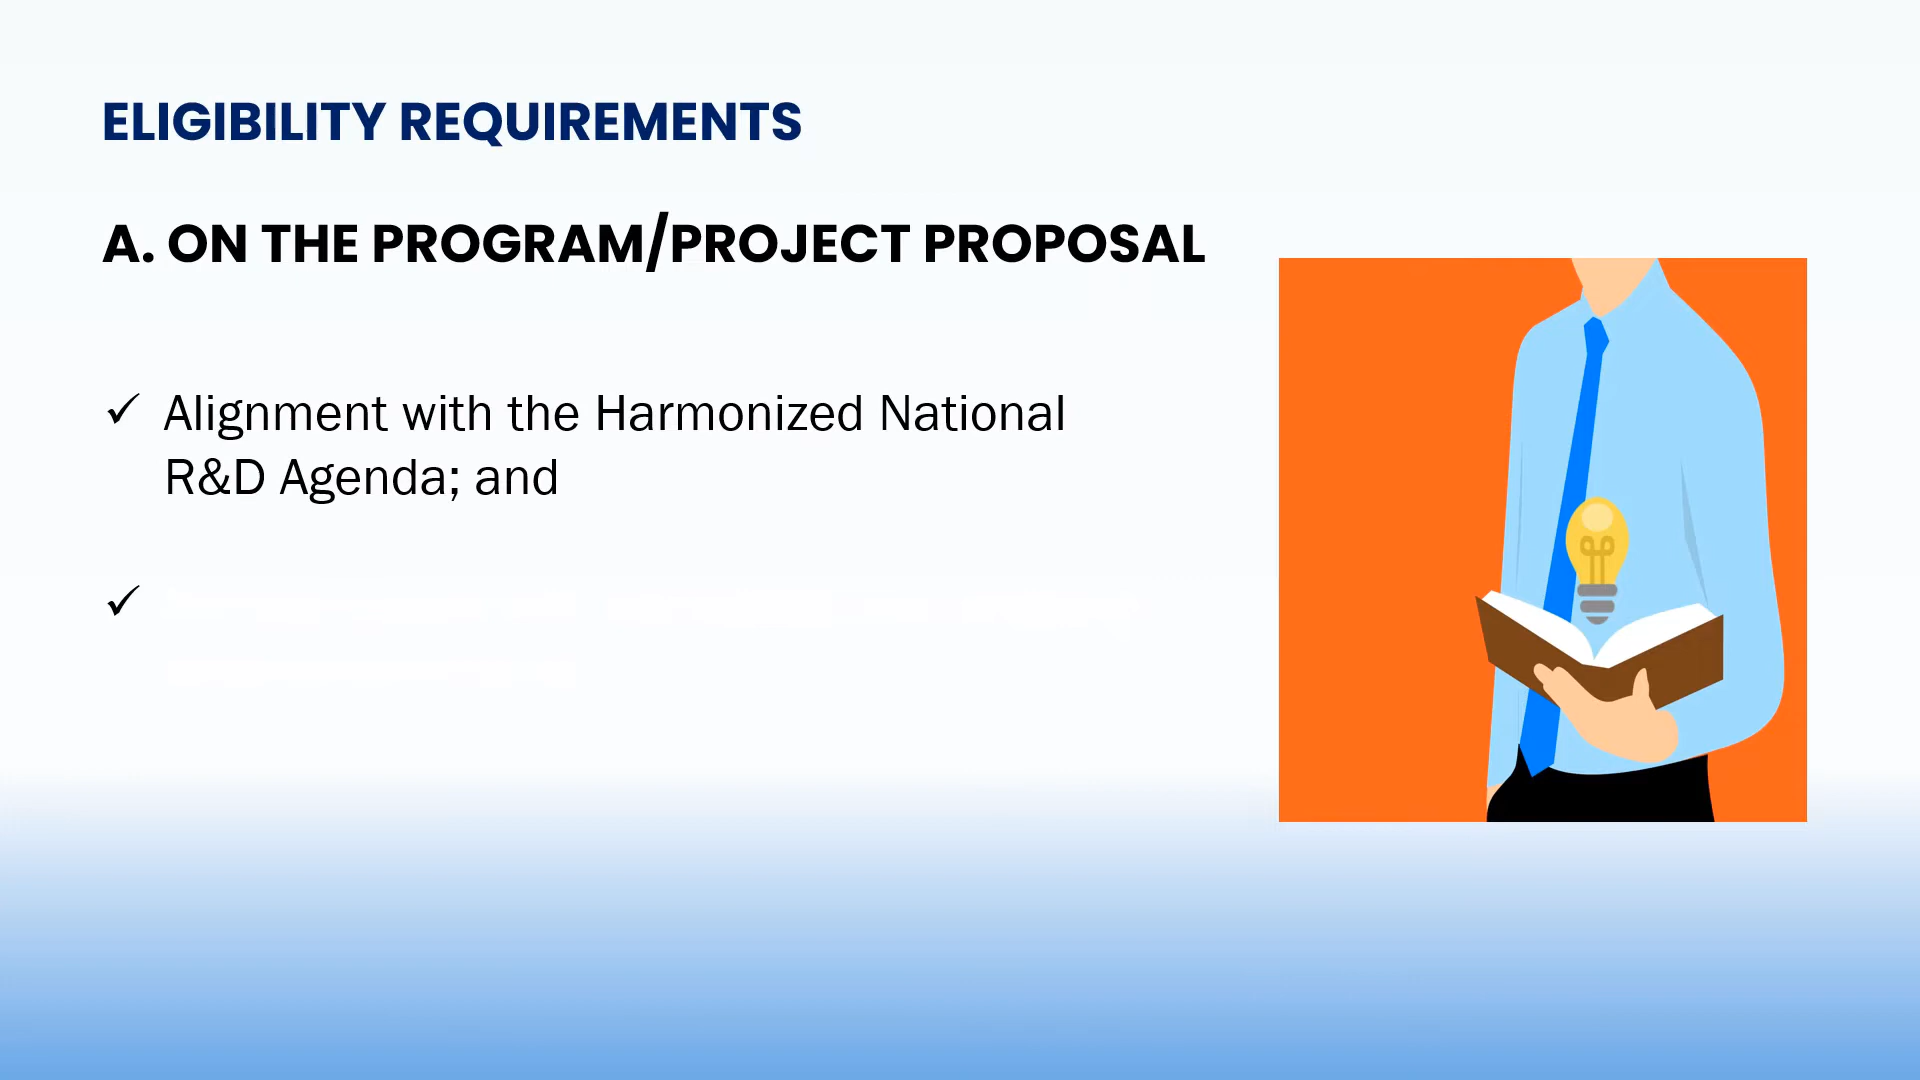 ELIGIBILITY REQUIREMENTS
A. ON THE PROGRAM/PROJECT PROPOSAL
✓ Alignment with the Harmonized National
R&D Agenda; and
✓